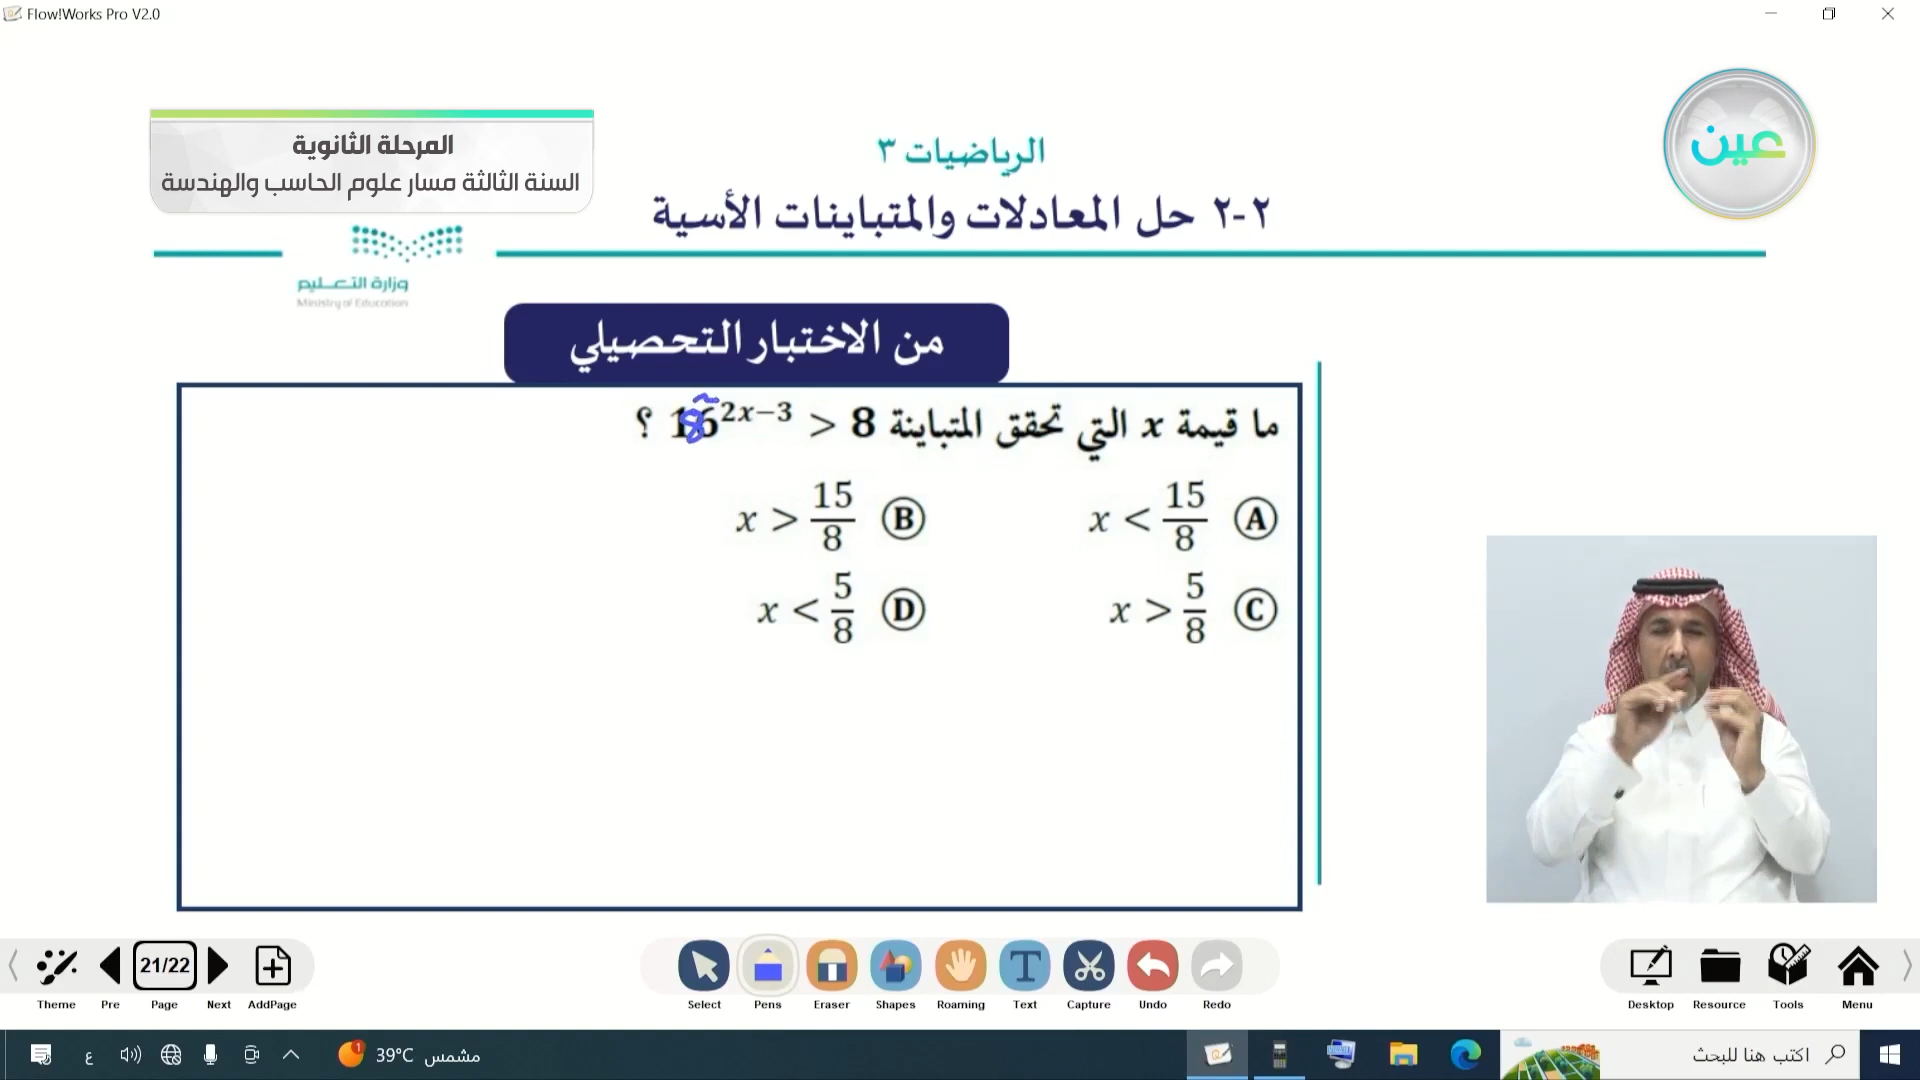 Flow!Works Pro V2.0
عين
المرحلة الثانوية
السنة الثالثة مسار علوم الحاسب والهندسة
الرياضيات ٣
٢-٢ حل المعادلات والمتباينات الأسية
وزارة التعليم
Ministry of Education
من الاختبار التحصيلي
ما قيمة x التي تحقق المتباينة 16^{2x−3} > 8 ؟
8
Ⓐ x < 15/8
Ⓑ x > 15/8
Ⓒ x > 5/8
Ⓓ x < 5/8
21/22
Theme Pre Page Next AddPage
T
Select Pens Eraser Shapes Roaming Text Capture Undo Redo
Desktop Resource Tools Menu
ع
1
39°C مشمس
اكتب هنا للبحث